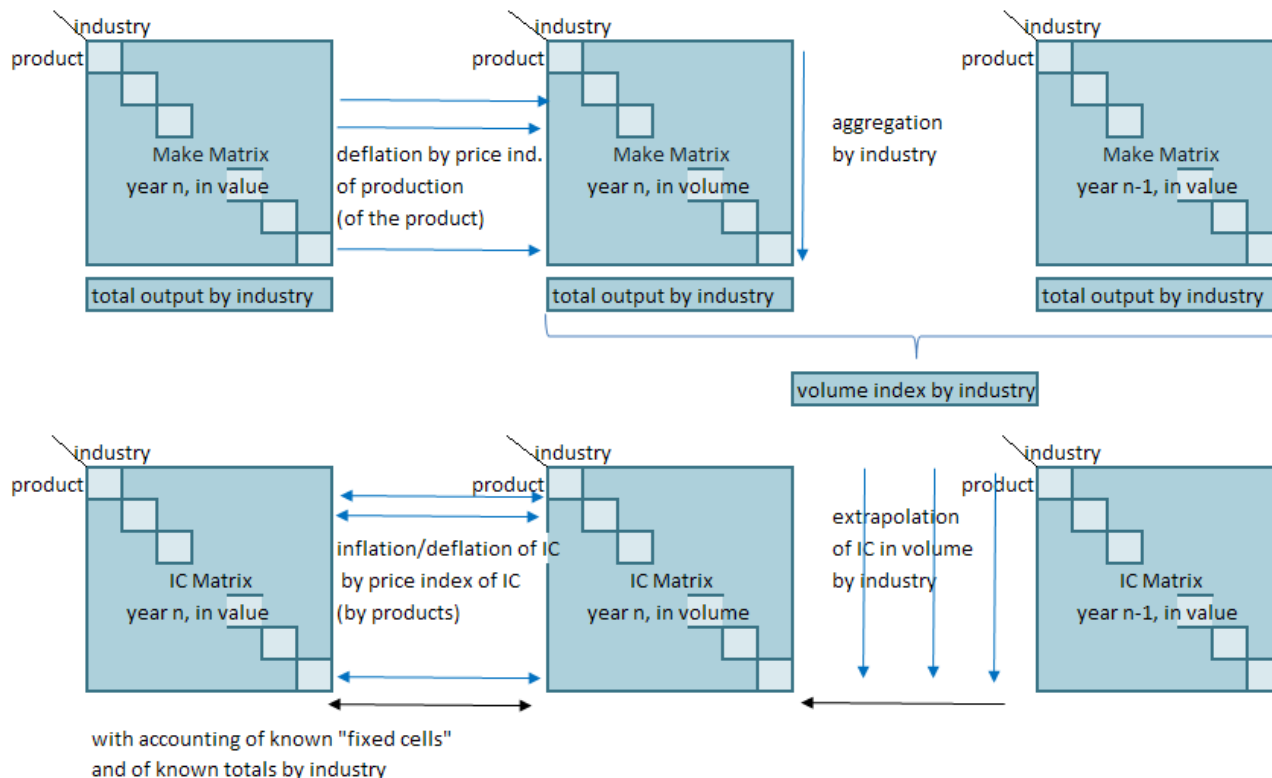 industry
product
Make Matrix
year n, in value
total output by industry
deflation by price ind.
of production
(of the product)
industry
product
Make Matrix
year n, in volume
total output by industry
aggregation
by industry
industry
product
Make Matrix
year n-1, in value
total output by industry
volume index by industry
industry
product
IC Matrix
year n, in value
inflation/deflation of IC
by price index of IC
(by products)
industry
product
IC Matrix
year n, in volume
extrapolation
of IC in volume
by industry
industry
product
IC Matrix
year n-1, in value
with accounting of known "fixed cells"
and of known totals by industry